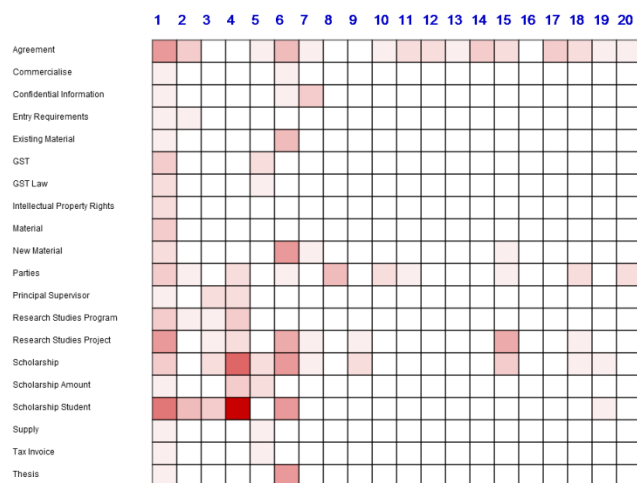 1 2 3 4 5 6 7 8 9 10 11 12 13 14 15 16 17 18 19 20
Agreement
Commercialise
Confidential Information
Entry Requirements
Existing Material
GST
GST Law
Intellectual Property Rights
Material
New Material
Parties
Principal Supervisor
Research Studies Program
Research Studies Project
Scholarship
Scholarship Amount
Scholarship Student
Supply
Tax Invoice
Thesis